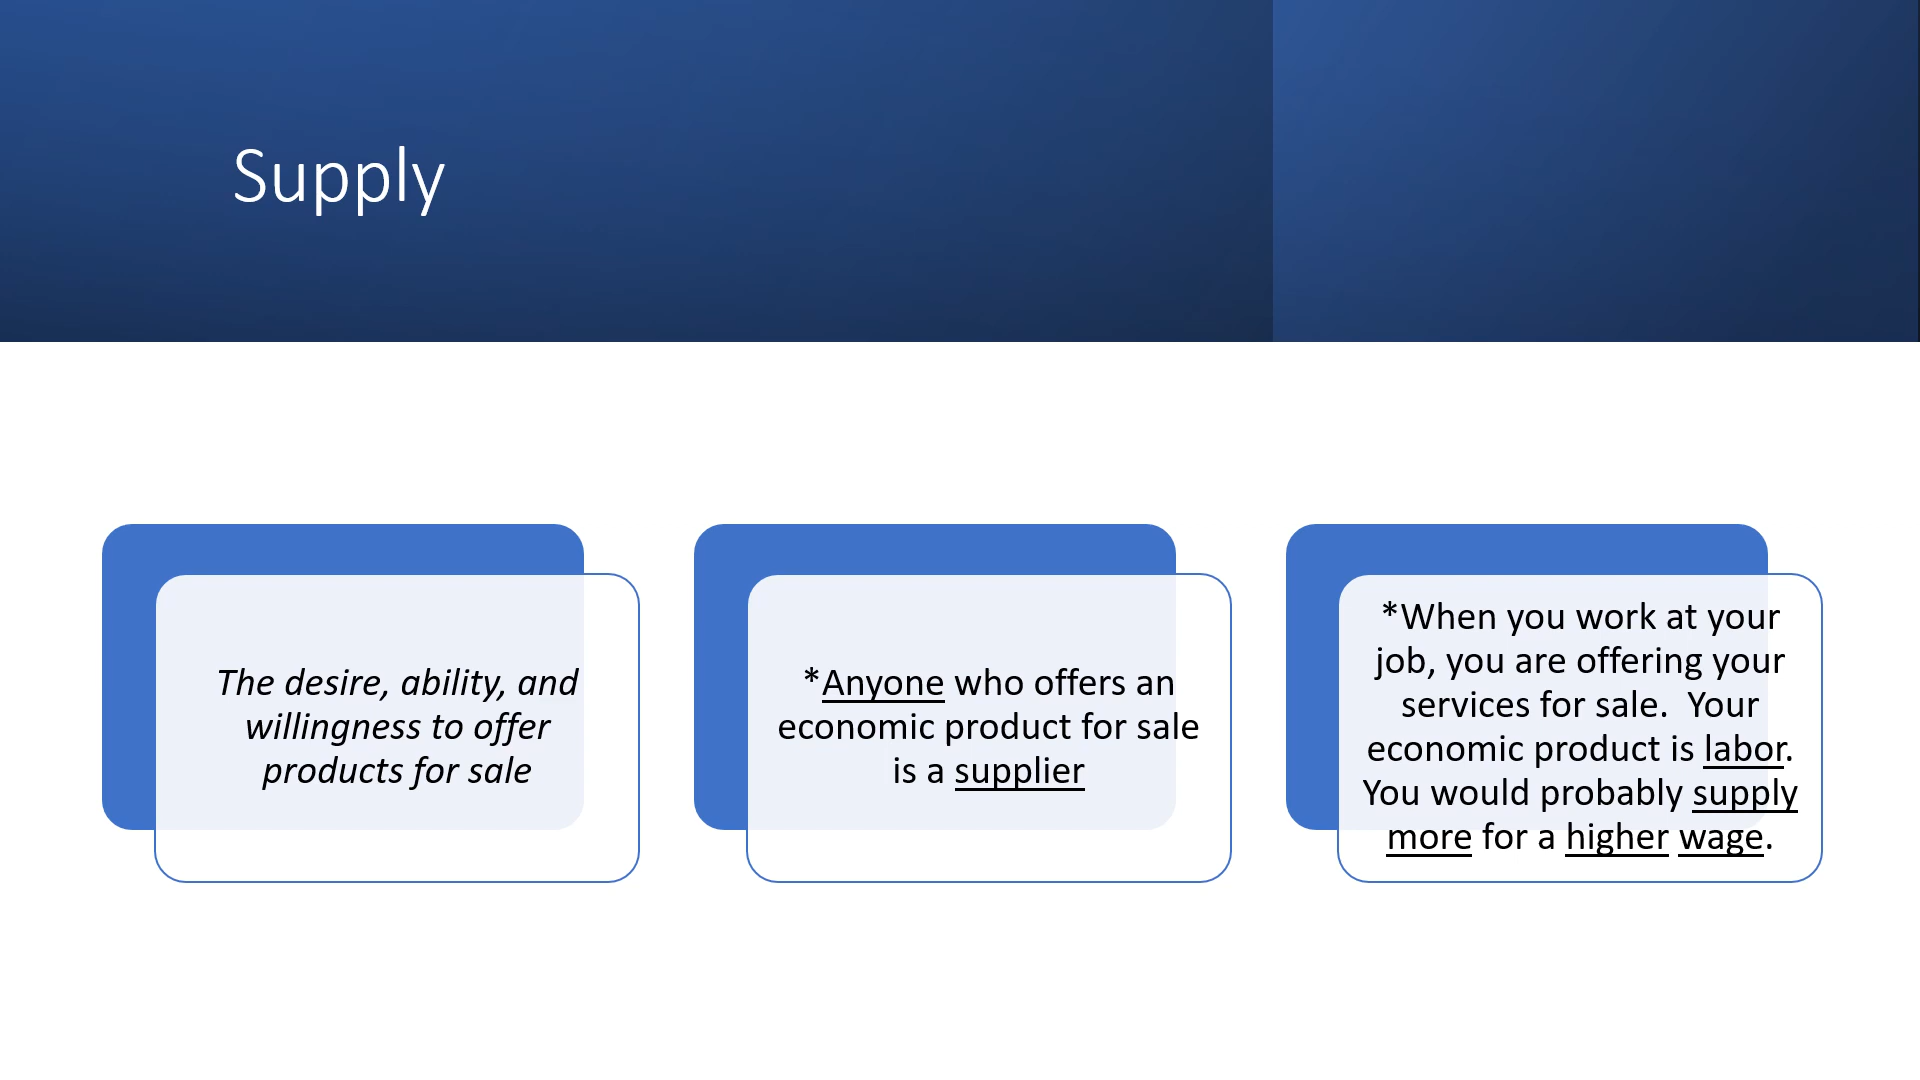 Supply
The desire, ability, and
willingness to offer
products for sale
*Anyone who offers an
economic product for sale
is a supplier
*When you work at your
job, you are offering your
services for sale.  Your
economic product is labor.
You would probably supply
more for a higher wage.